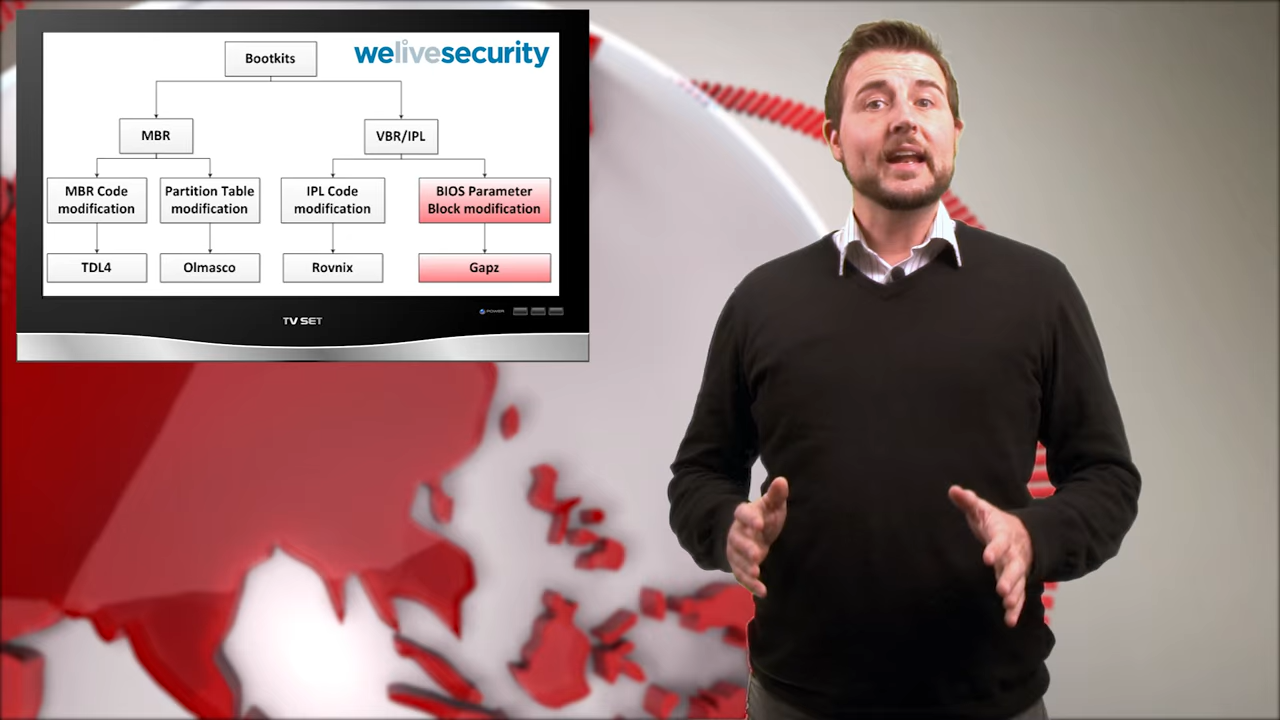 Bootkits
welivesecurity
MBR
VBR/IPL
MBR Code
modification
Partition Table
modification
IPL Code
modification
BIOS Parameter
Block modification
TDL4
Olmasco
Rovnix
Gapz
TV SET
POWER